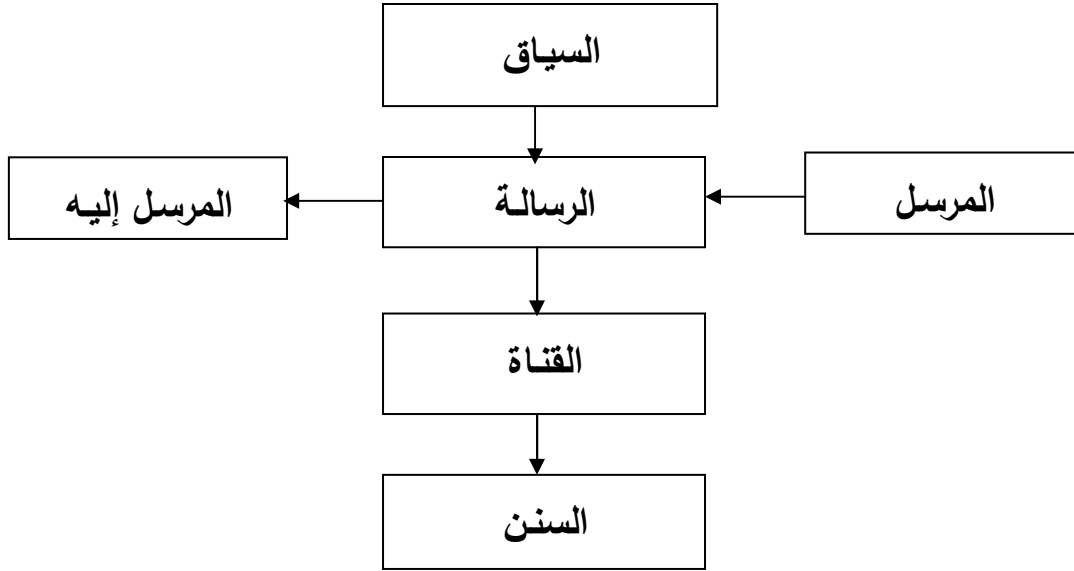 السياق
المرسل
الرسالة
المرسل إليه
القناة
السنن